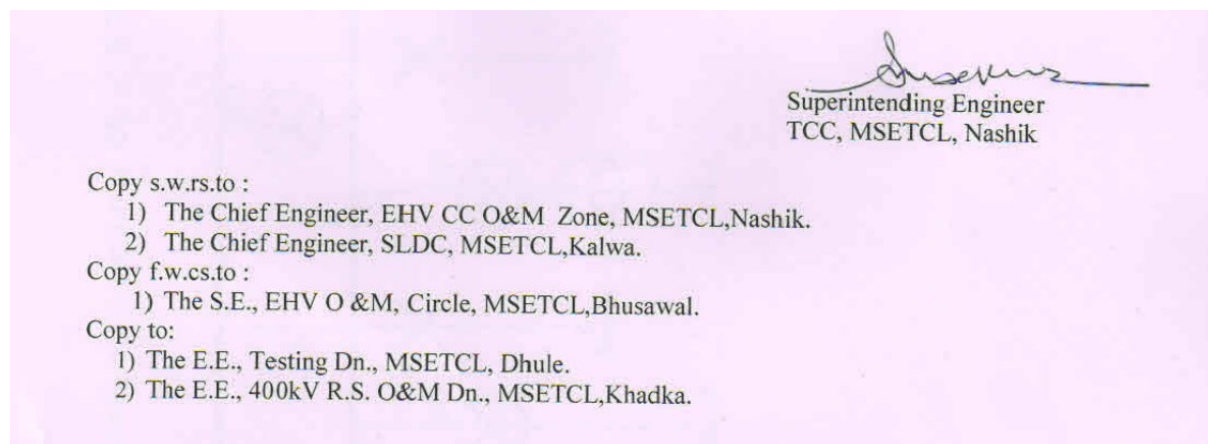 Superintending Engineer
TCC, MSETCL, Nashik
Copy s.w.rs.to :
1) The Chief Engineer, EHV CC O&M Zone, MSETCL,Nashik.
2) The Chief Engineer, SLDC, MSETCL,Kalwa.
Copy f.w.cs.to :
1) The S.E., EHV O &M, Circle, MSETCL,Bhusawal.
Copy to:
1) The E.E., Testing Dn., MSETCL, Dhule.
2) The E.E., 400kV R.S. O&M Dn., MSETCL,Khadka.